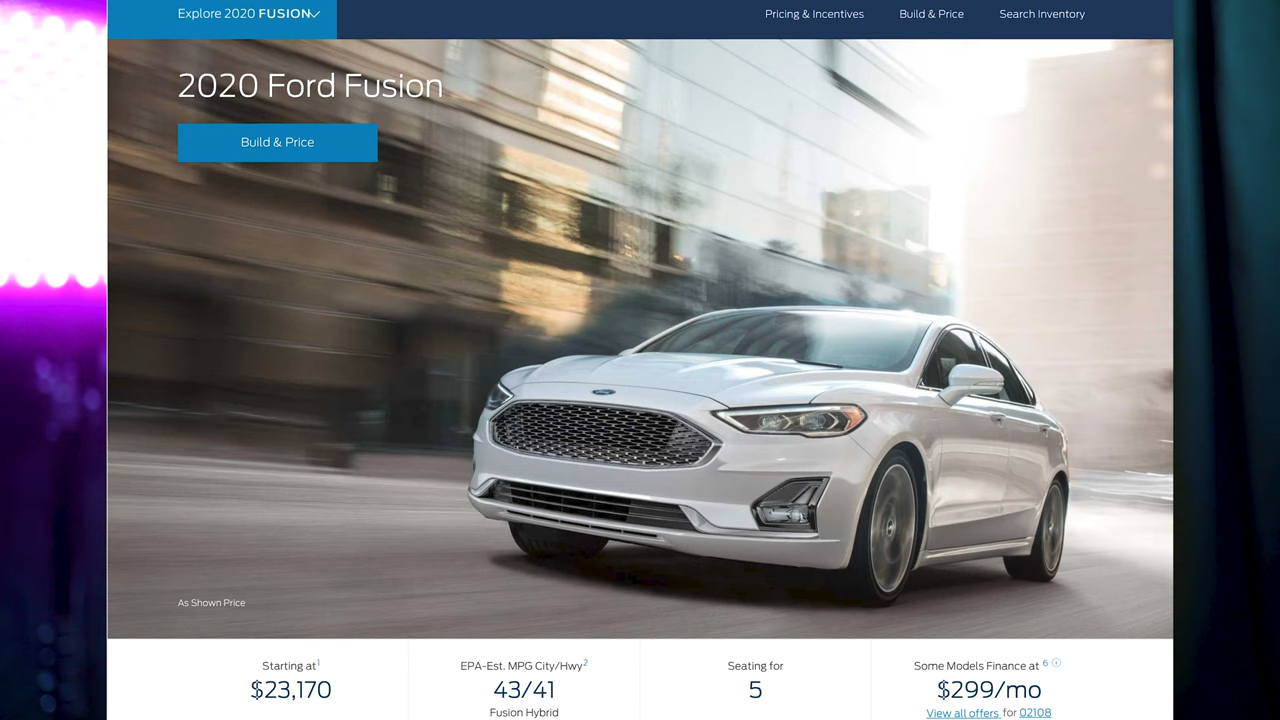 Explore 2020 FUSION
Pricing & Incentives
Build & Price
Search Inventory
2020 Ford Fusion
Build & Price
As Shown Price
Starting at1
$23,170
EPA-Est. MPG City/Hwy2
43/41
Fusion Hybrid
Seating for
5
Some Models Finance at 6
$299/mo
View all offers for 02108